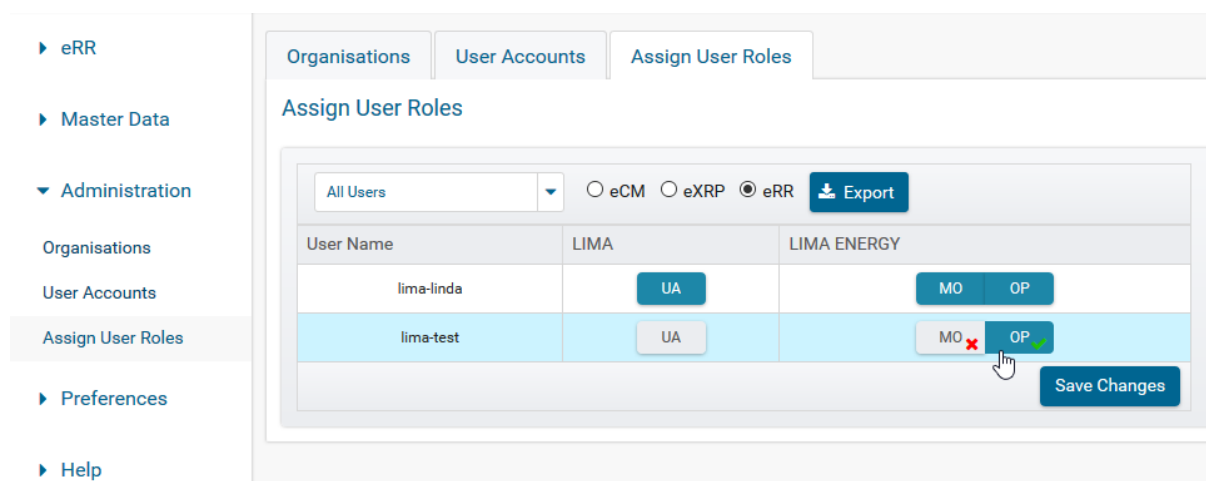 eRR
Master Data
Administration
Organisations
User Accounts
Assign User Roles
Preferences
Help
Organisations User Accounts Assign User Roles
Assign User Roles
All Users eCM eXRP eRR Export
User Name LIMA LIMA ENERGY
lima-linda UA MO OP
lima-test UA MO OP
Save Changes